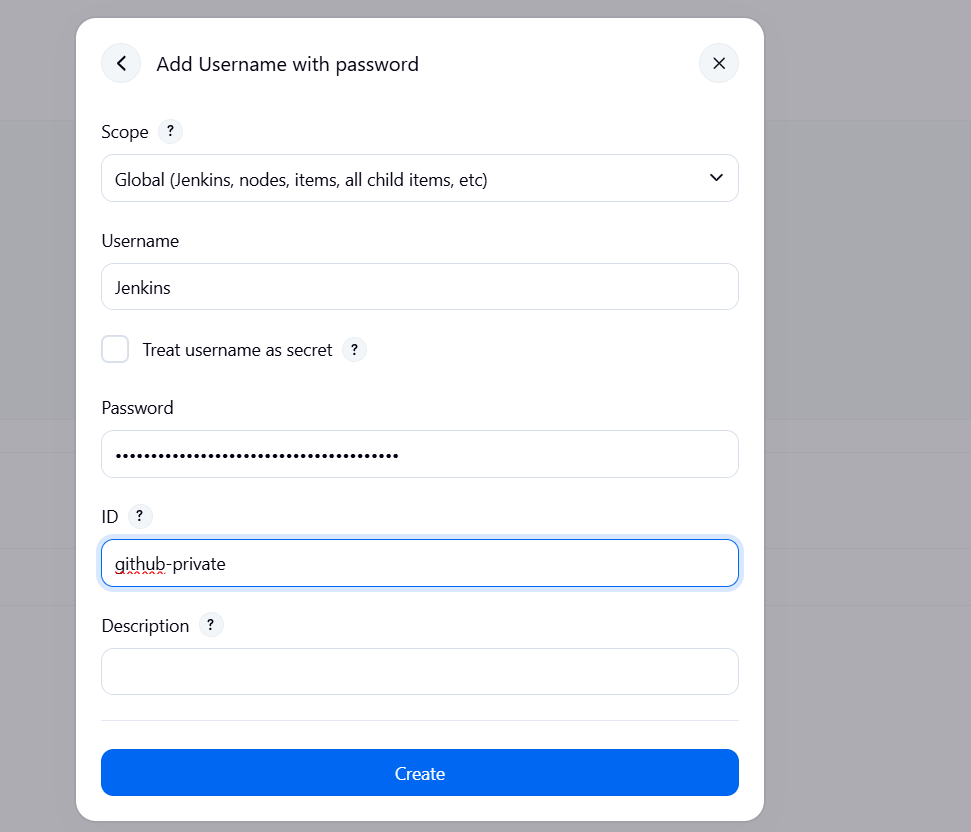 Add Username with password
Scope ?
Global (Jenkins, nodes, items, all child items, etc)
Username
Jenkins
Treat username as secret ?
Password
••••••••••••••••••••••••••••••••••••••••
ID ?
github-private
Description ?
Create